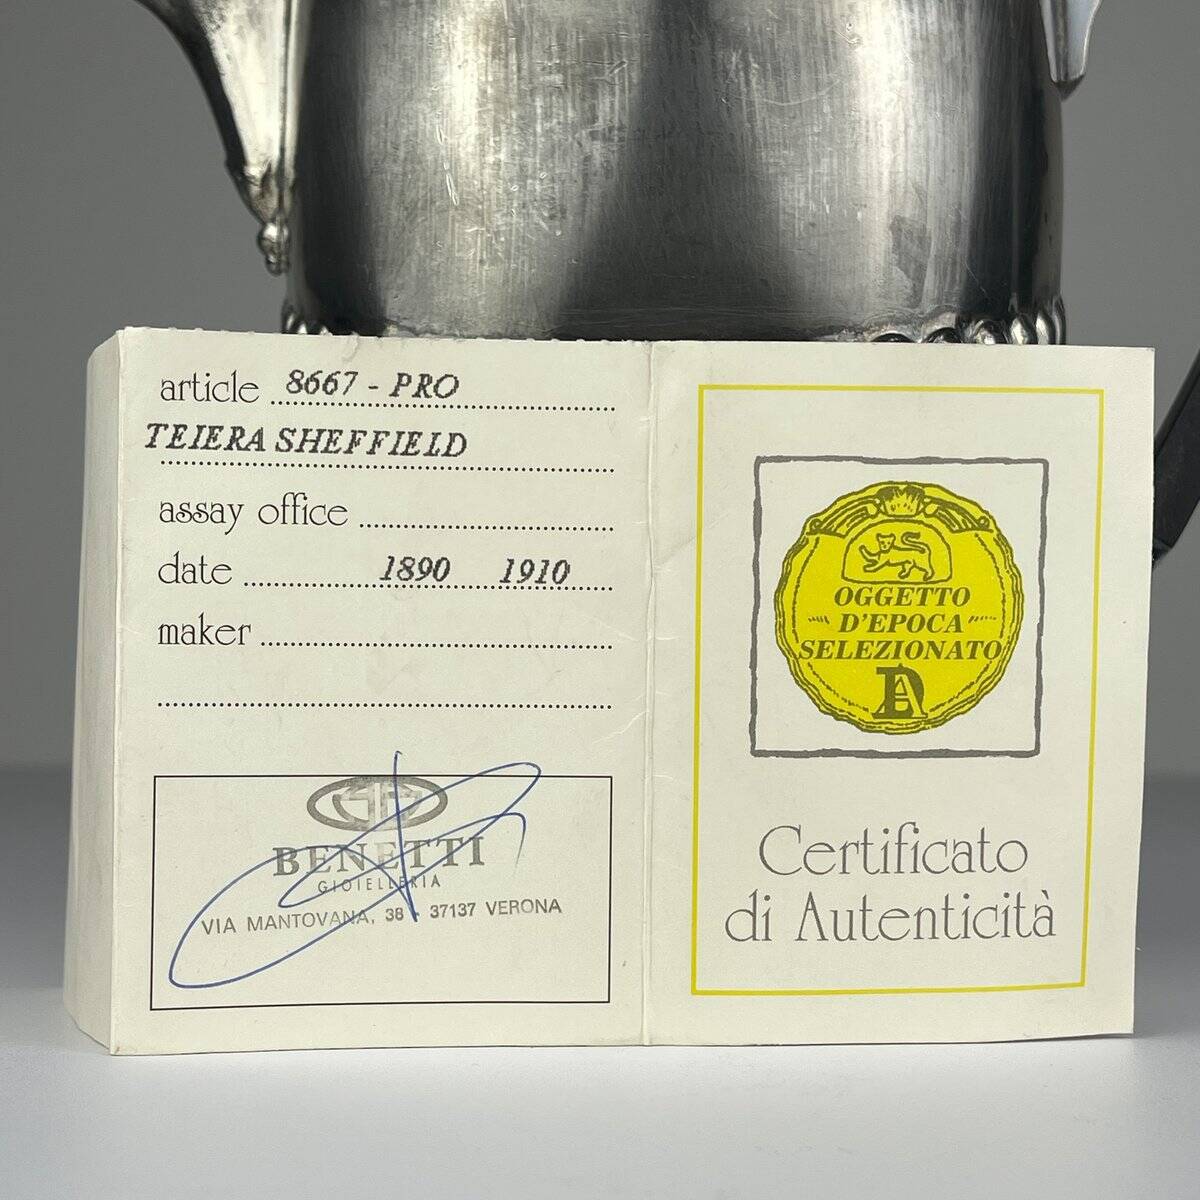 article 8667 - PRO
TEIERA SHEFFIELD
assay office
date 1890 1910
maker
BENETTI
GIOIELLERIA
VIA MANTOVANA, 38 - 37137 VERONA
OGGETTO
D'EPOCA
SELEZIONATO
Certificato
di Autenticità